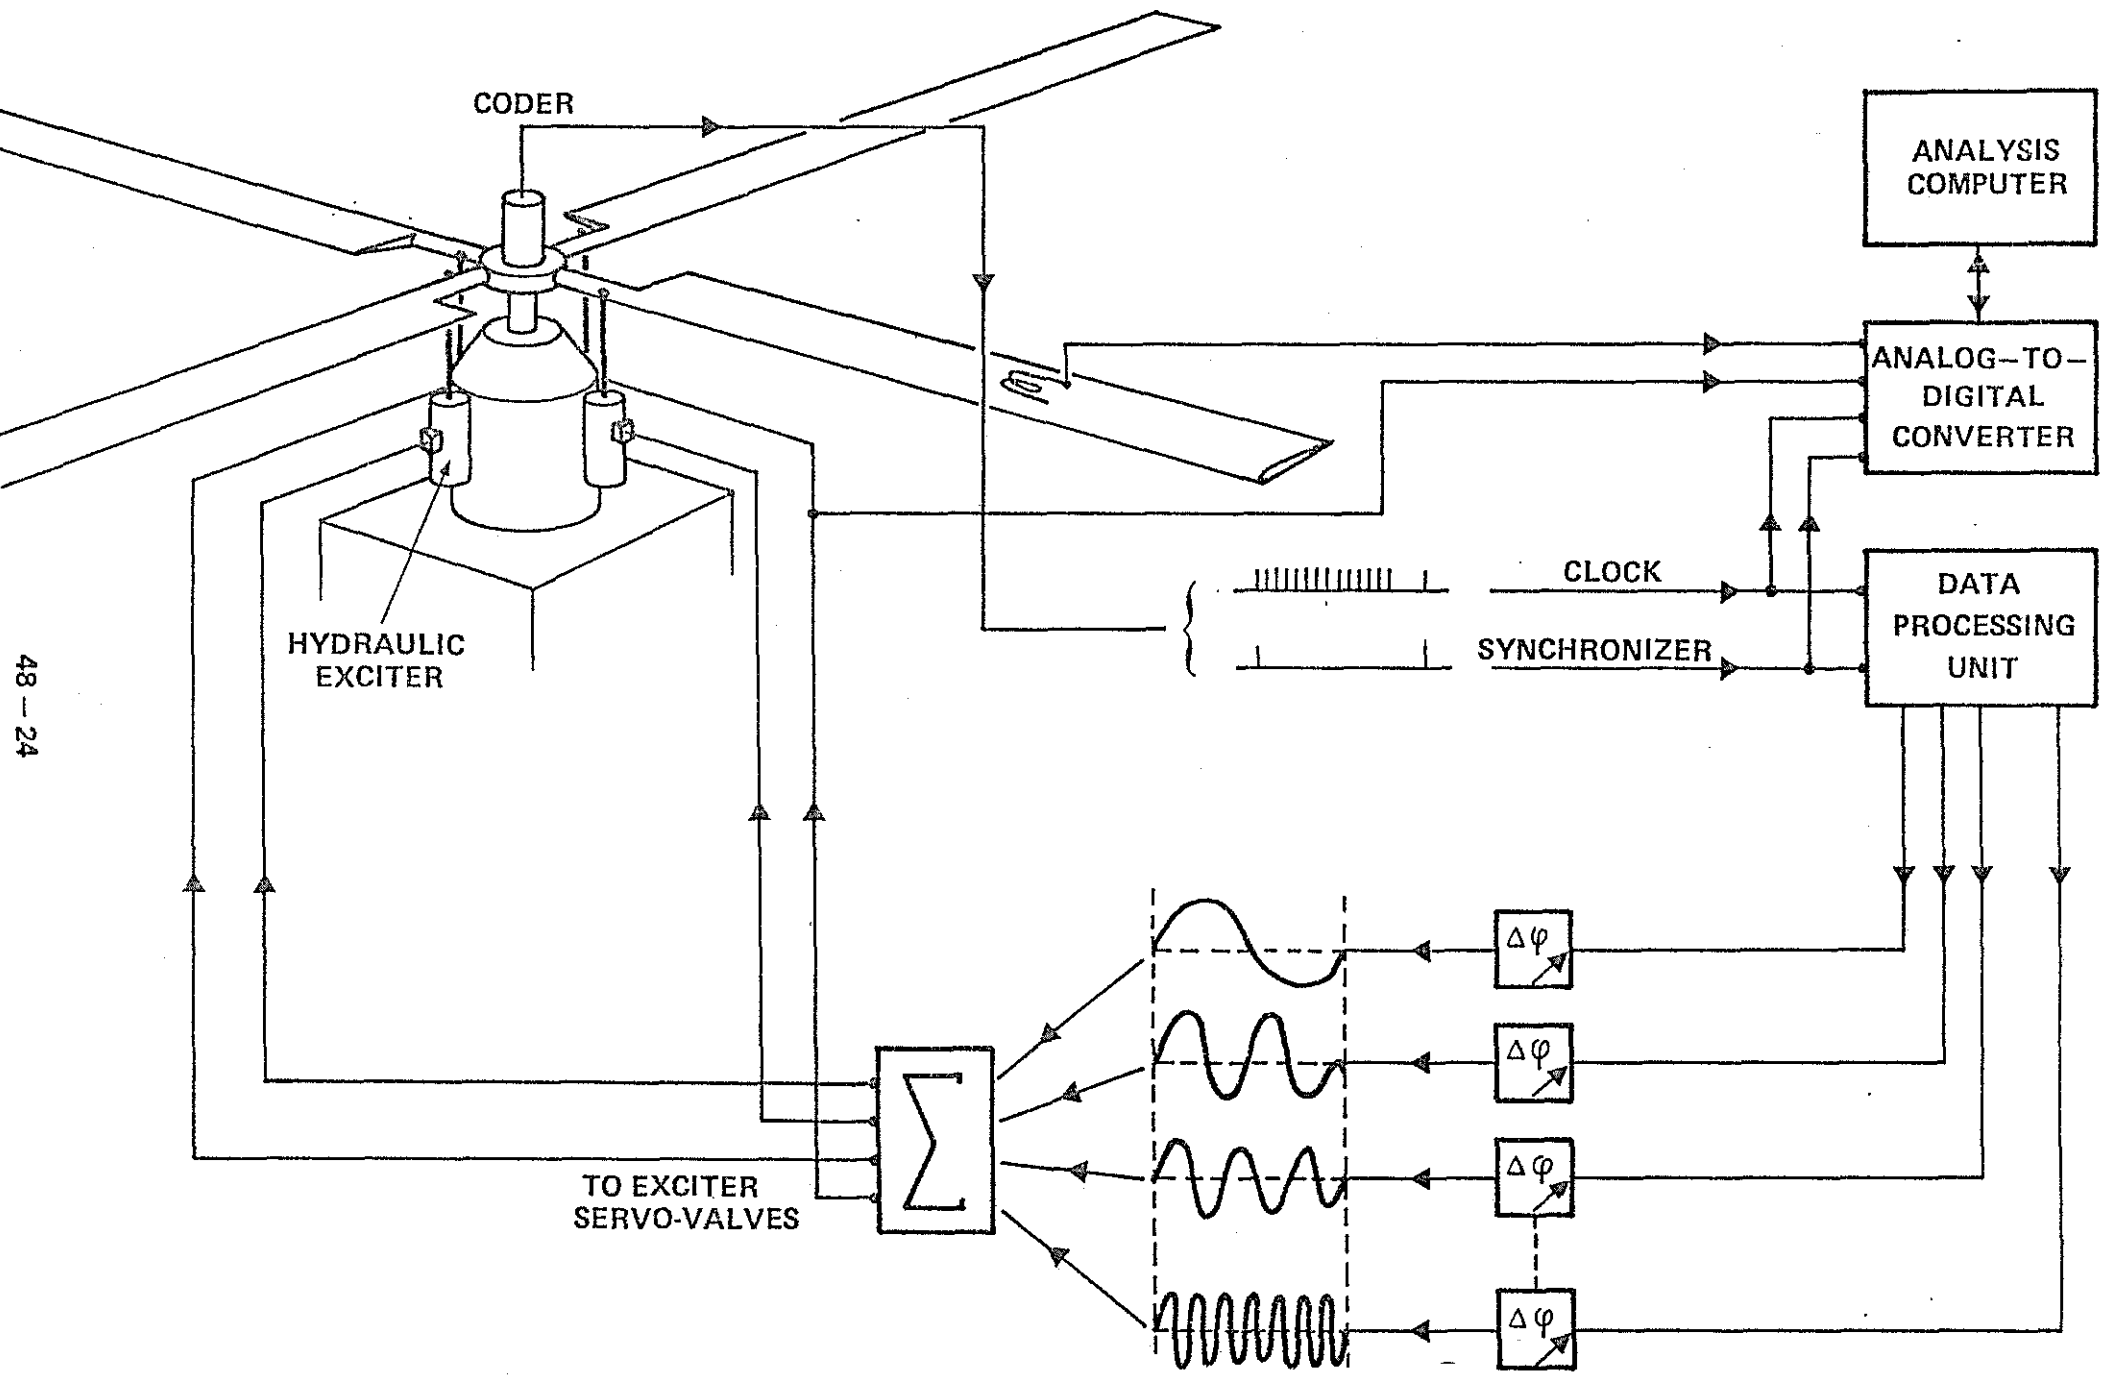 CODER
ANALYSIS
COMPUTER
ANALOG-TO-
DIGITAL
CONVERTER
CLOCK
SYNCHRONIZER
DATA
PROCESSING
UNIT
HYDRAULIC
EXCITER
48-24
Δφ
Δφ
Δφ
Δφ
Σ
TO EXCITER
SERVO-VALVES